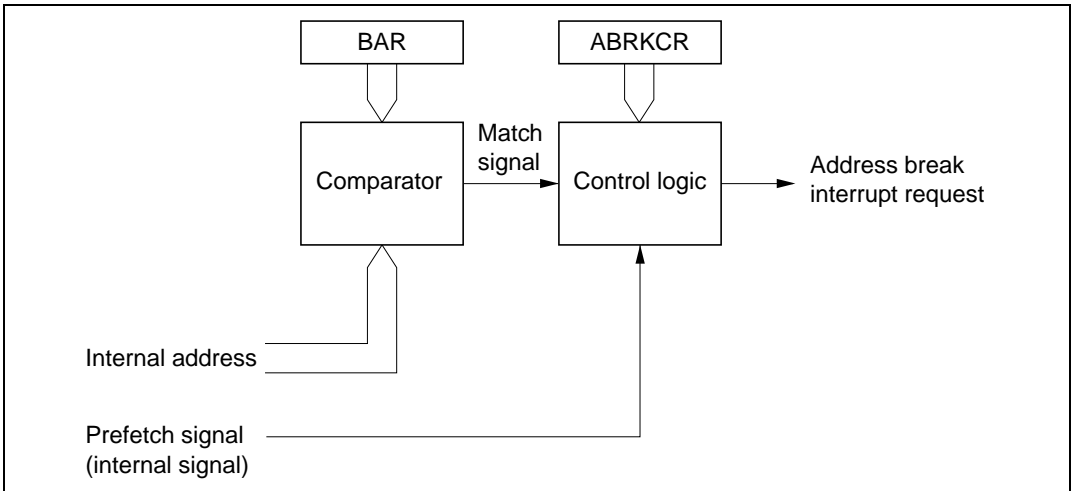 BAR
ABRKCR
Match
signal
Comparator
Control logic
Address break
interrupt request
Internal address
Prefetch signal
(internal signal)